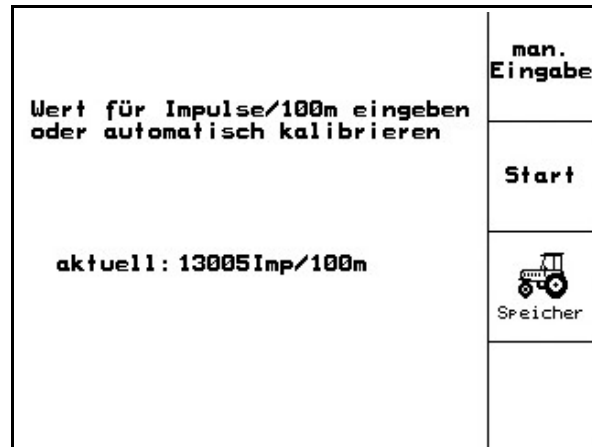 Wert für Impulse/100m eingeben
oder automatisch kalibrieren
aktuell: 13005Imp/100m
man.
Eingabe
Start
Speicher